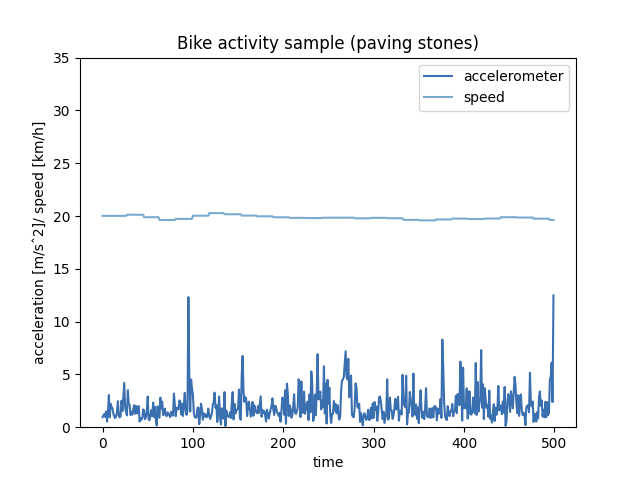 Bike activity sample (paving stones)
accelerometer
speed
acceleration [m/s^2]/ speed [km/h]
35
30
25
20
15
10
5
0
0 100 200 300 400 500
time